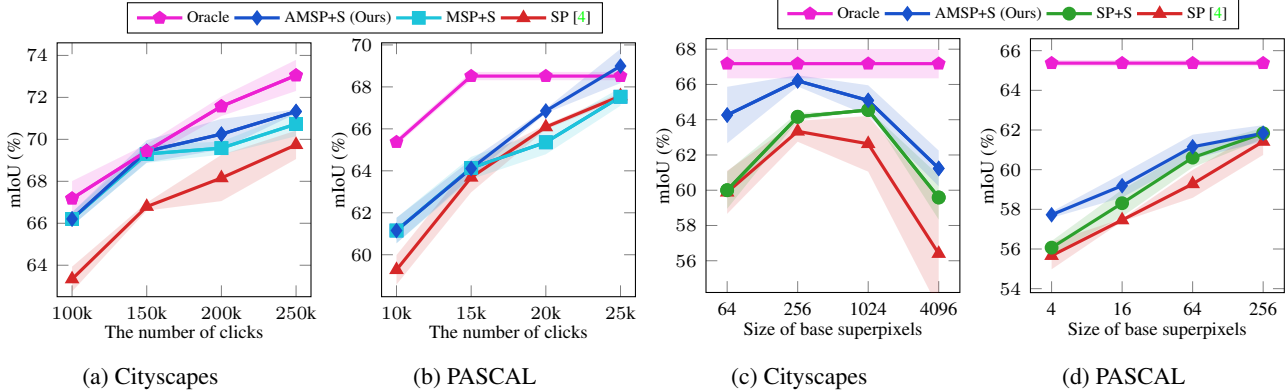 Oracle AMSP+S (Ours) MSP+S SP [4]
Oracle AMSP+S (Ours) SP+S SP [4]
mIoU (%)
74
72
70
68
66
64
100k 150k 200k 250k
The number of clicks
(a) Cityscapes
mIoU (%)
70
68
66
64
62
60
10k 15k 20k 25k
The number of clicks
(b) PASCAL
mIoU (%)
68
66
64
62
60
58
56
64 256 1024 4096
Size of base superpixels
(c) Cityscapes
mIoU (%)
66
64
62
60
58
56
54
4 16 64 256
Size of base superpixels
(d) PASCAL